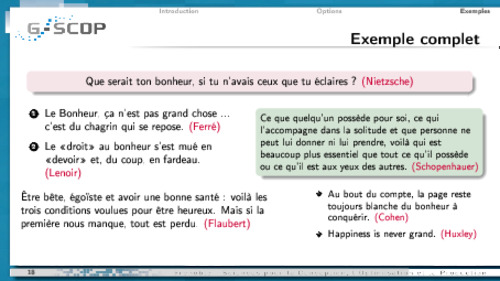 Introduction
Options
Exemples
G-SCOP
Exemple complet
Que serait ton bonheur, si tu n'avais ceux que tu éclaires ? (Nietzsche)
1 Le Bonheur, ça n'est pas grand chose ...
c'est du chagrin qui se repose. (Ferré)
2 Le «droit» au bonheur s'est mué en
«devoir» et, du coup, en fardeau.
(Lenoir)
Être bête, égoïste et avoir une bonne santé : voilà les
trois conditions voulues pour être heureux. Mais si la
première nous manque, tout est perdu. (Flaubert)
Ce que quelqu'un possède pour soi, ce qui
l'accompagne dans la solitude et que personne ne
peut lui donner ni lui prendre, voilà qui est
beaucoup plus essentiel que tout ce qu'il possède
ou ce qu'il est aux yeux des autres. (Schopenhauer)
Au bout du compte, la page reste
toujours blanche du bonheur à
conquérir. (Cohen)
Happiness is never grand. (Huxley)
18